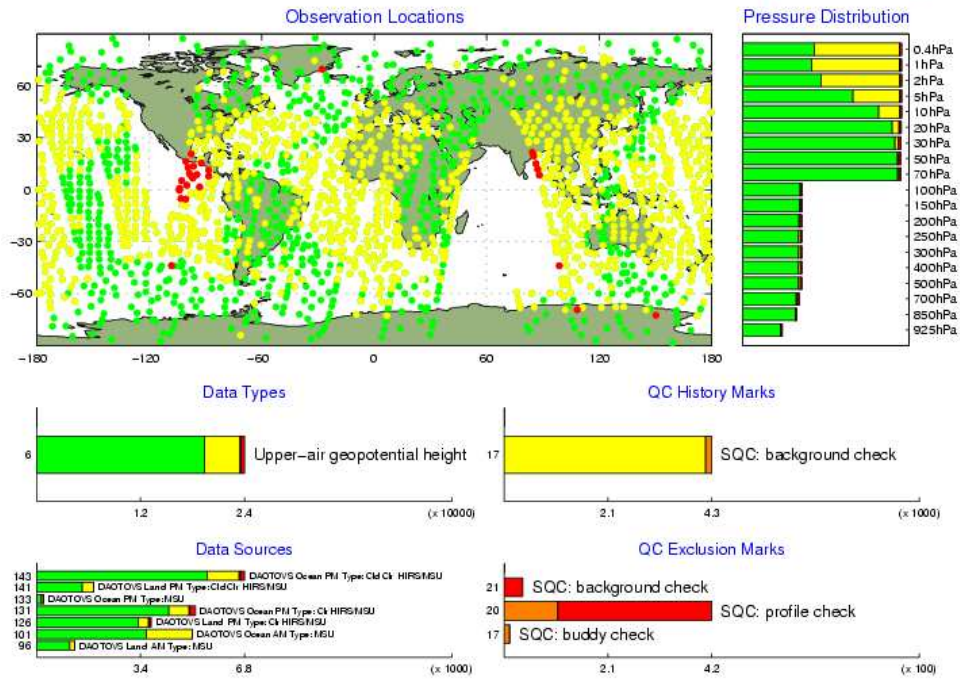 Observation Locations
60
30
0
−30
−60
−180
−120
−60
0
60
120
180
Pressure Distribution
0.4hPa
1hPa
2hPa
5hPa
10hPa
20hPa
30hPa
50hPa
70hPa
100hPa
150hPa
200hPa
250hPa
300hPa
400hPa
500hPa
700hPa
850hPa
925hPa
Data Types
6
Upper−air geopotential height
1.2
2.4
(x 10000)
QC History Marks
17
SQC: background check
2.1
4.3
(x 1000)
Data Sources
143 DAOTOVS Ocean PM Type: Cld Clr HIRS/MSU
141 DAOTOVS Land PM Type: Cld Clr HIRS/MSU
133 DAOTOVS Ocean PM Type: MSU
131 DAOTOVS Ocean PM Type: Clr HIRS/MSU
126 DAOTOVS Land PM Type: Clr HIRS/MSU
101 DAOTOVS Ocean AM Type: MSU
96 DAOTOVS Land AM Type: MSU
3.4
6.8
(x 1000)
QC Exclusion Marks
21 SQC: background check
20 SQC: profile check
17 SQC: buddy check
2.1
4.2
(x 100)